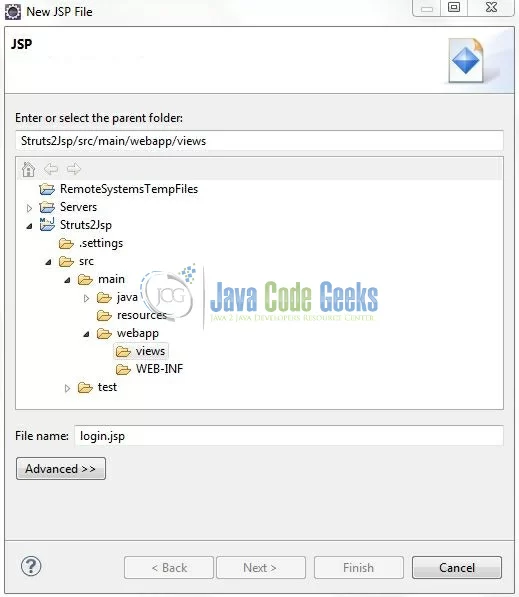 New JSP File
JSP
Enter or select the parent folder:
Struts2Jsp/src/main/webapp/views
RemoteSystemsTempFiles
Servers
Struts2Jsp
.settings
src
main
java
resources
webapp
views
WEB-INF
test
JCG
Java Code Geeks
Java 2 Java Developers Resource Center
File name: login.jsp
Advanced >>
< Back Next > Finish Cancel